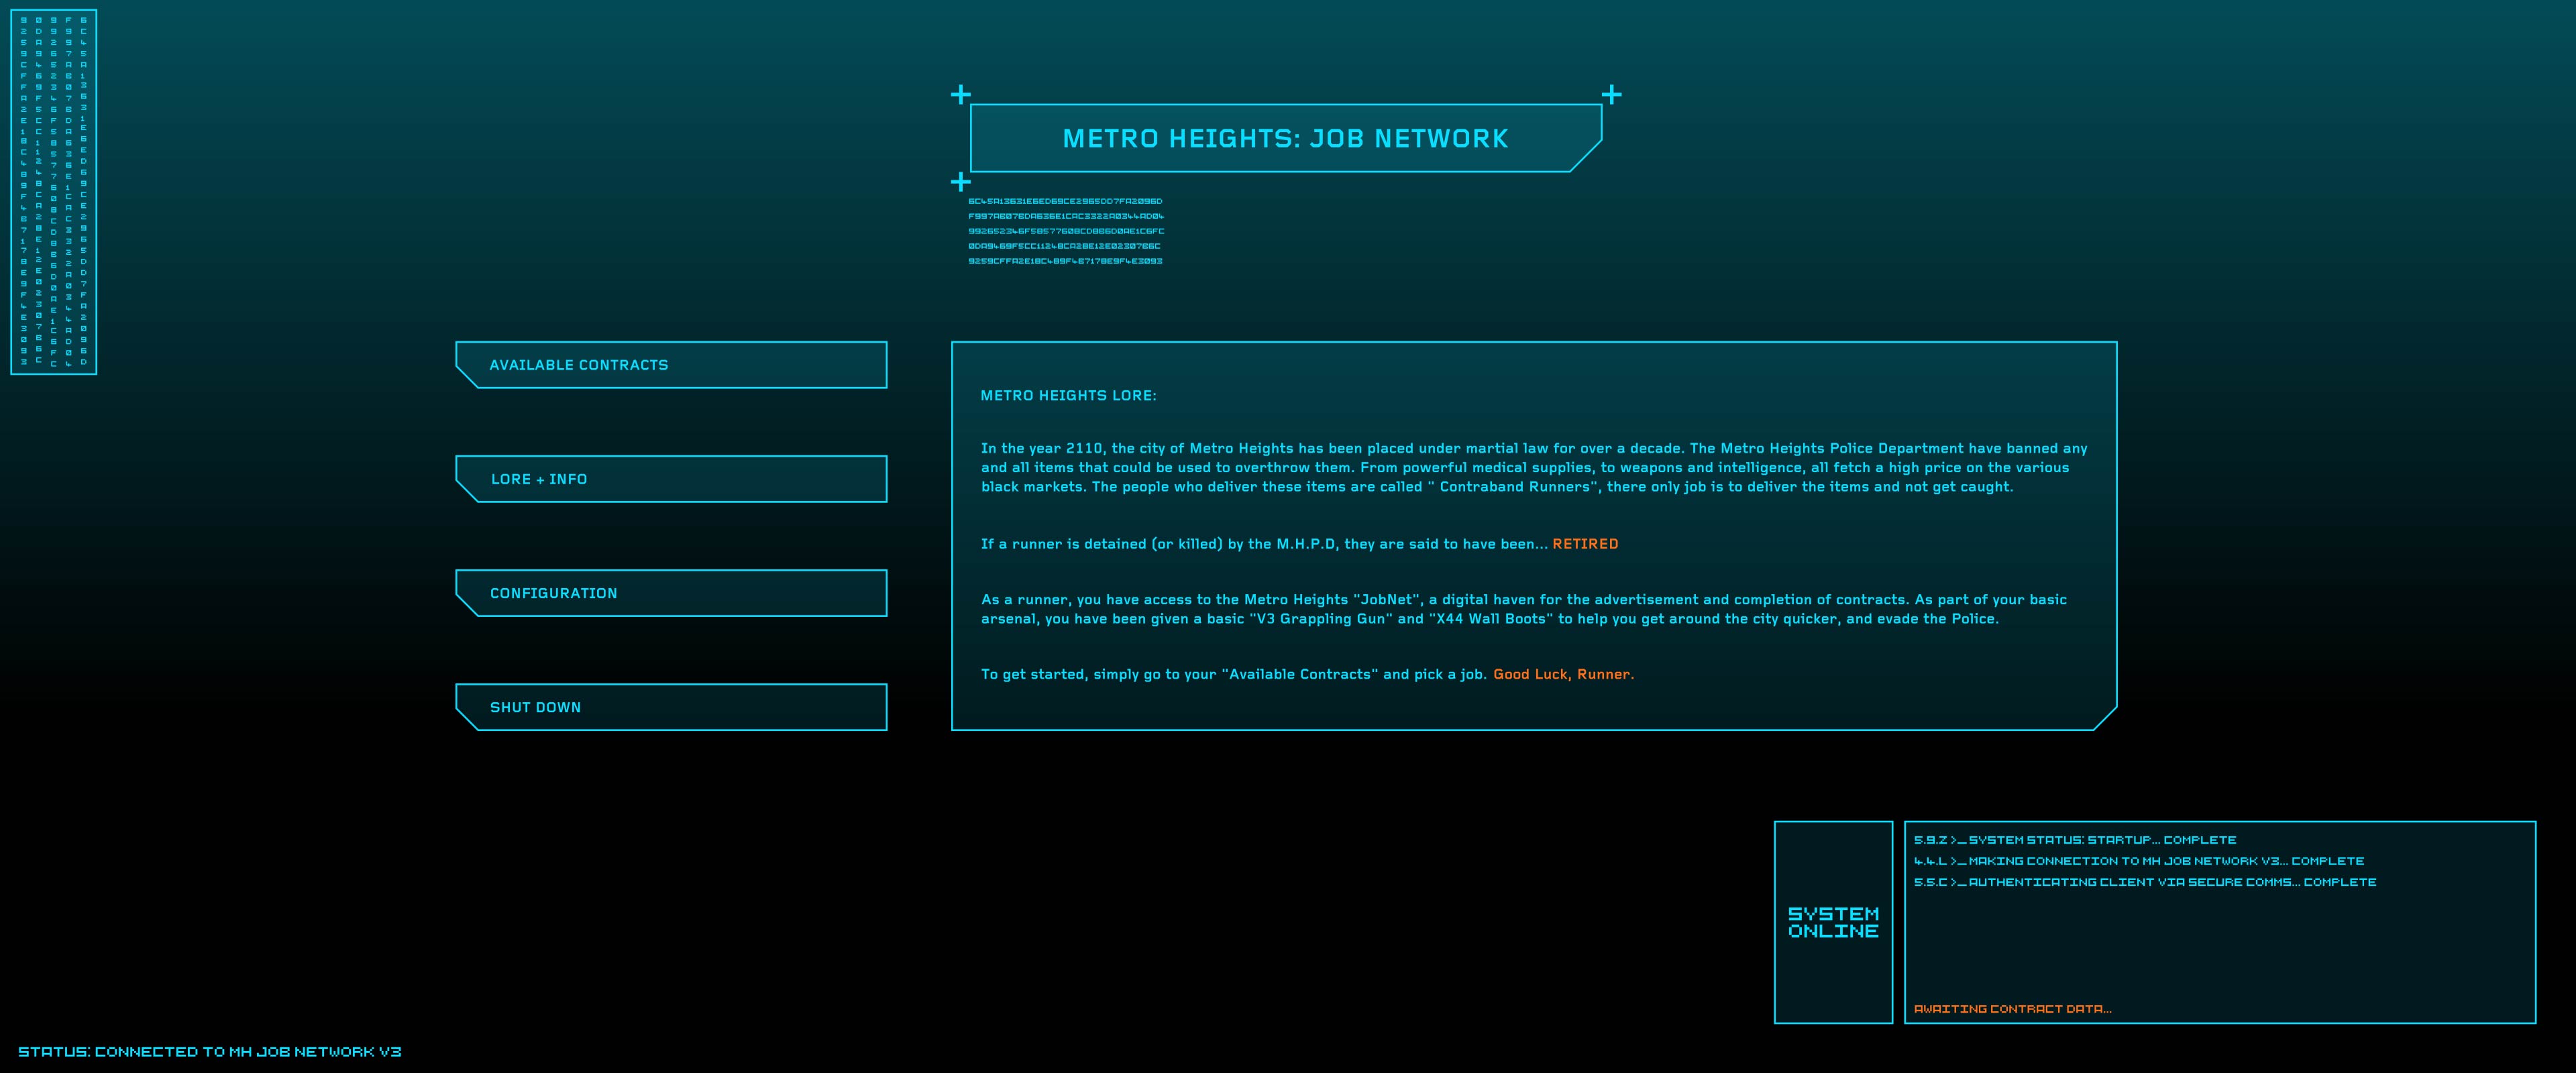 METRO HEIGHTS: JOB NETWORK
6C45A13631E6ED69CE2965DD7FA2096D
F997A607BDA636E1CAC3322A0344AD04
992652346F58577608CD8B6D0AE1C6FC
0DA9469F5CC11248CA28E12E02307B6C
9259CFFA2E18C489F467178E9F4E3093
AVAILABLE CONTRACTS
LORE + INFO
CONFIGURATION
SHUT DOWN
METRO HEIGHTS LORE:
In the year 2110, the city of Metro Heights has been placed under martial law for over a decade. The Metro Heights Police Department have banned any
and all items that could be used to overthrow them. From powerful medical supplies, to weapons and intelligence, all fetch a high price on the various
black markets. The people who deliver these items are called " Contraband Runners", there only job is to deliver the items and not get caught.
If a runner is detained (or killed) by the M.H.P.D, they are said to have been... RETIRED
As a runner, you have access to the Metro Heights "JobNet", a digital haven for the advertisement and completion of contracts. As part of your basic
arsenal, you have been given a basic "V3 Grappling Gun" and "X44 Wall Boots" to help you get around the city quicker, and evade the Police.
To get started, simply go to your "Available Contracts" and pick a job. Good Luck, Runner.
SYSTEM
ONLINE
5.9.Z >_ SYSTEM STATUS: STARTUP... COMPLETE
4.4.L >_ MAKING CONNECTION TO MH JOB NETWORK V3... COMPLETE
5.5.C >_ AUTHENTICATING CLIENT VIA SECURE COMMS... COMPLETE
AWAITING CONTRACT DATA...
STATUS: CONNECTED TO MH JOB NETWORK V3